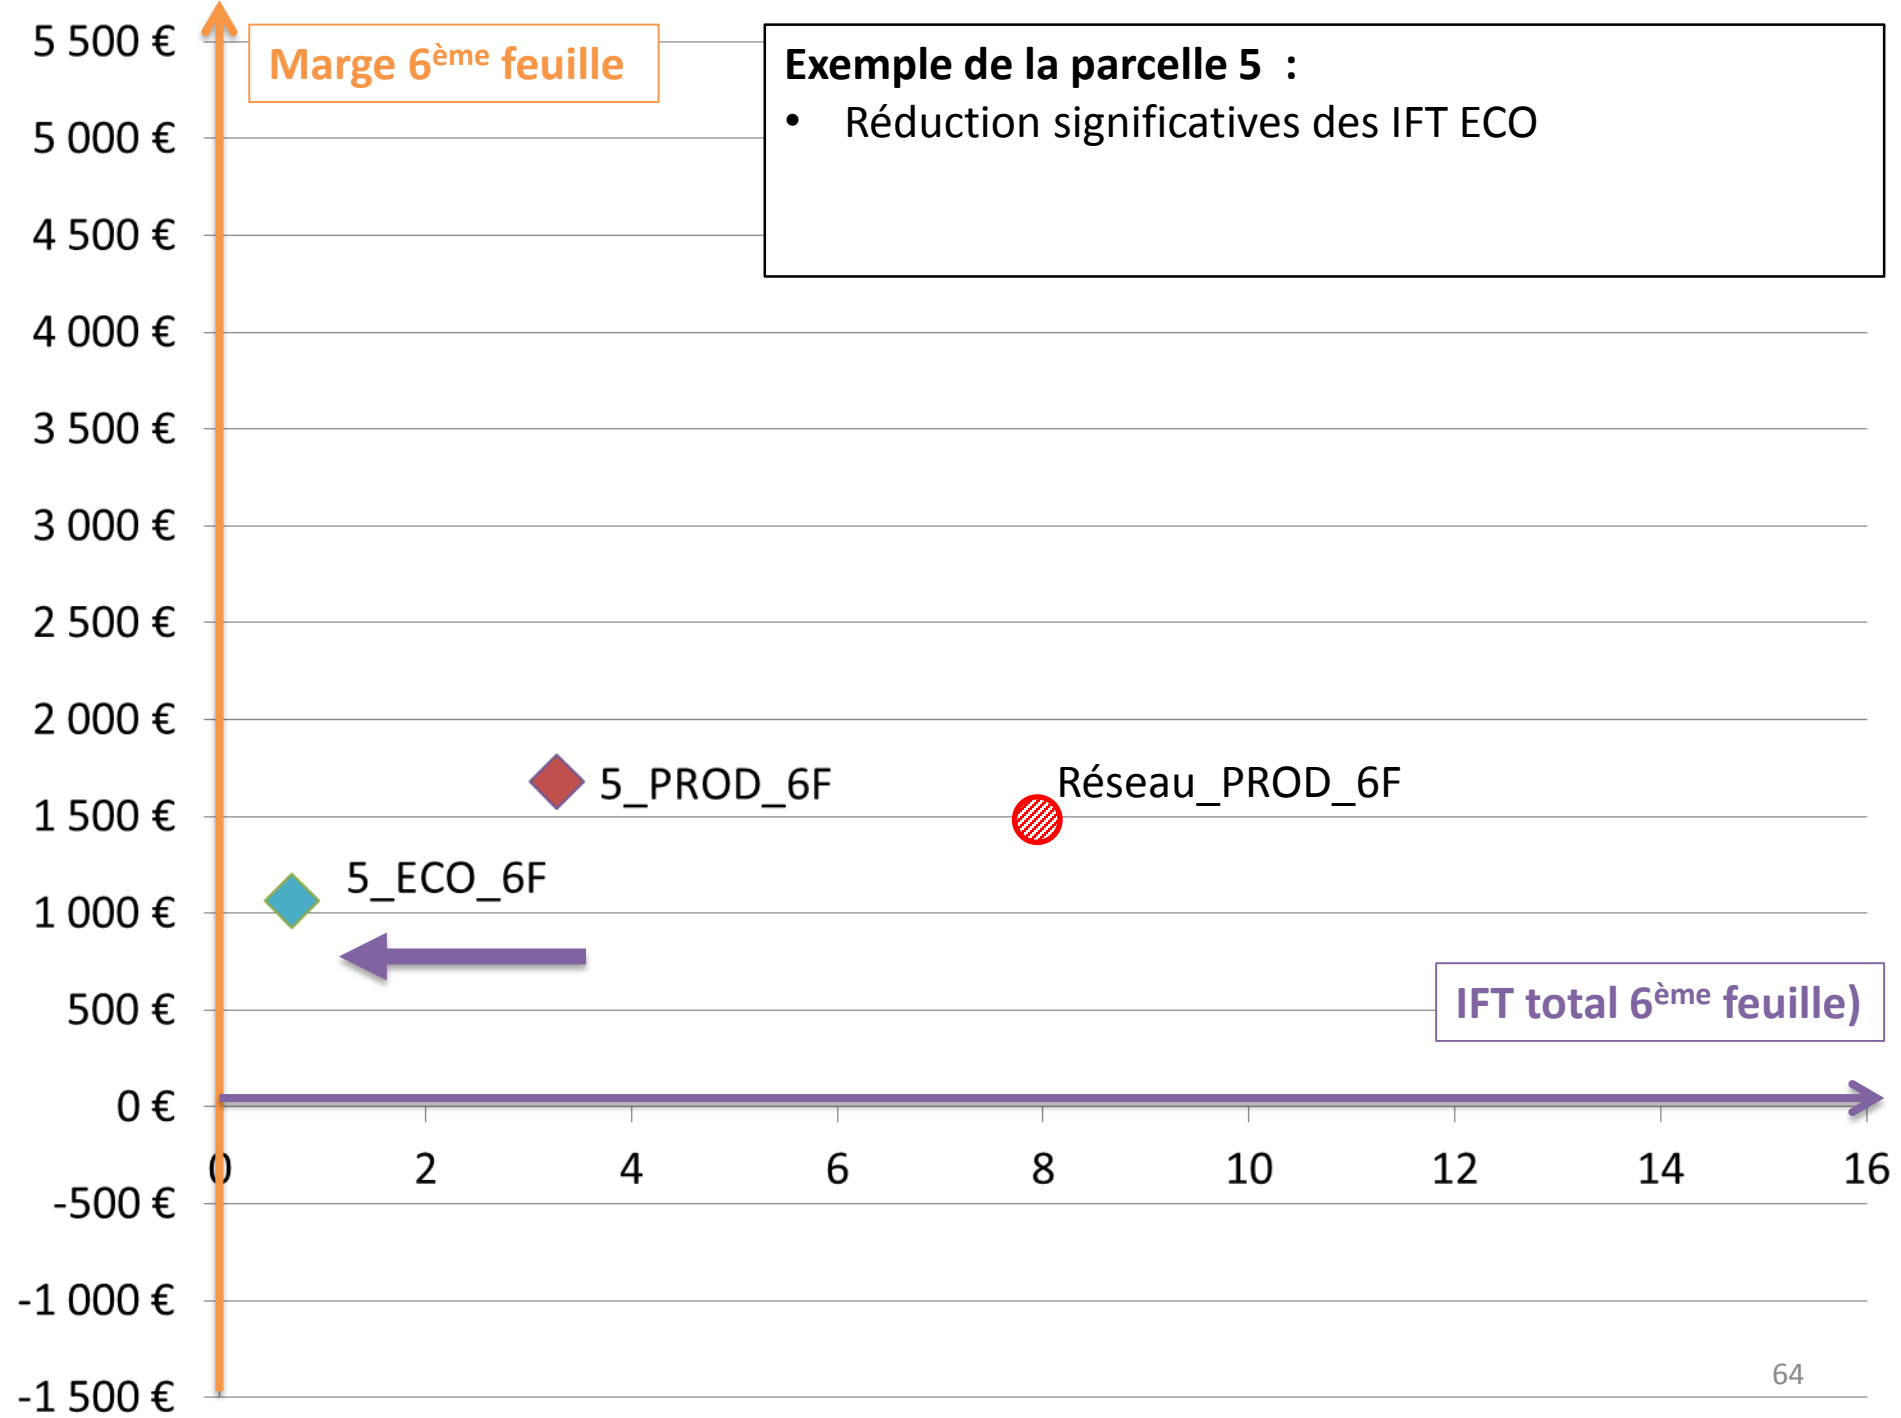 5 500 €
Marge 6ème feuille
Exemple de la parcelle 5 :
• Réduction significatives des IFT ECO
5 000 €
4 500 €
4 000 €
3 500 €
3 000 €
2 500 €
2 000 €
5_PROD_6F
Réseau_PROD_6F
1 500 €
5_ECO_6F
1 000 €
IFT total 6ème feuille)
500 €
0 €
0 2 4 6 8 10 12 14 16
-500 €
-1 000 €
64
-1 500 €